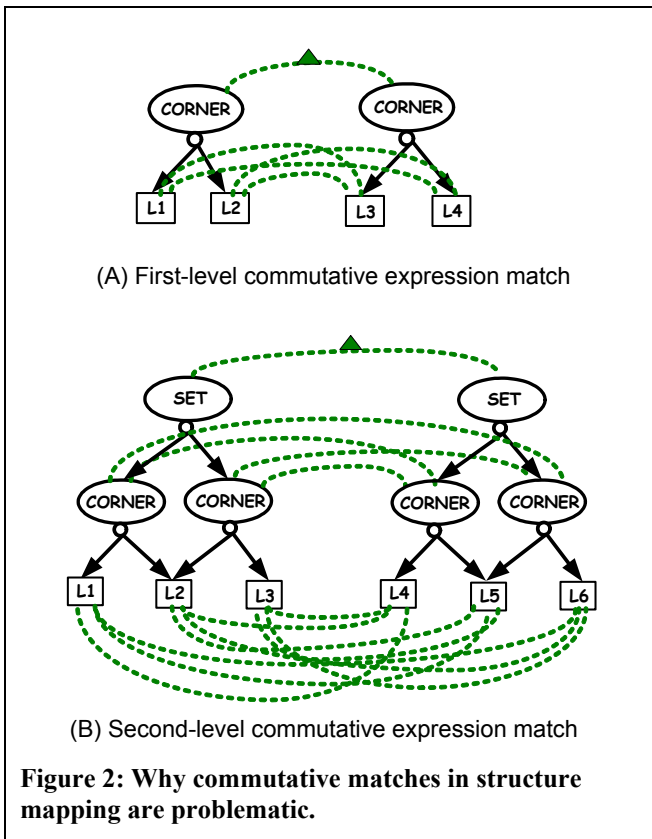 CORNER CORNER
L1 L2 L3 L4
(A) First-level commutative expression match
SET SET
CORNER CORNER CORNER CORNER
L1 L2 L3 L4 L5 L6
(B) Second-level commutative expression match
Figure 2: Why commutative matches in structure
mapping are problematic.